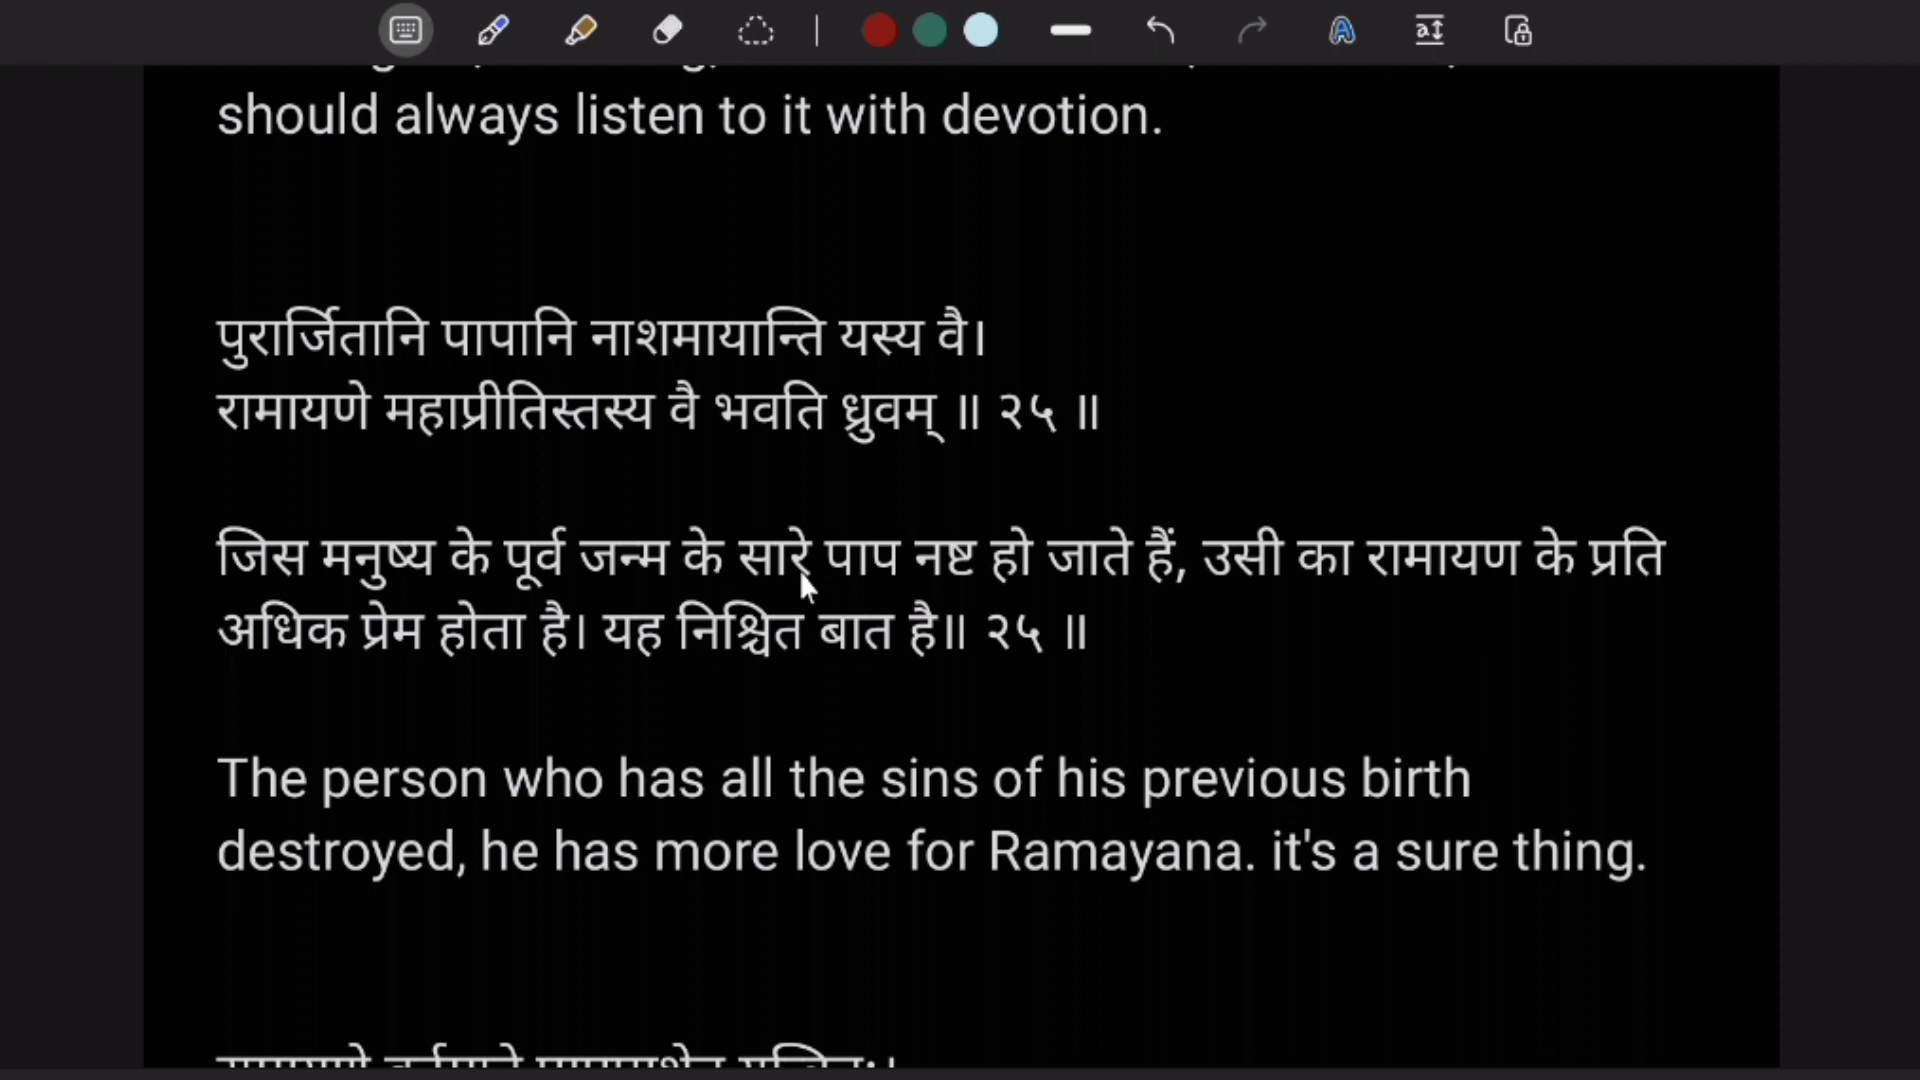 should always listen to it with devotion.
पुरार्जितानि पापानि नाशमायान्ति यस्य वै।
रामायणे महाप्रीतिस्तस्य वै भवति ध्रुवम् ॥ २५ ॥
जिस मनुष्य के पूर्व जन्म के सारे पाप नष्ट हो जाते हैं, उसी का रामायण के प्रति
अधिक प्रेम होता है। यह निश्चित बात है॥ २५ ॥
The person who has all the sins of his previous birth
destroyed, he has more love for Ramayana. it's a sure thing.